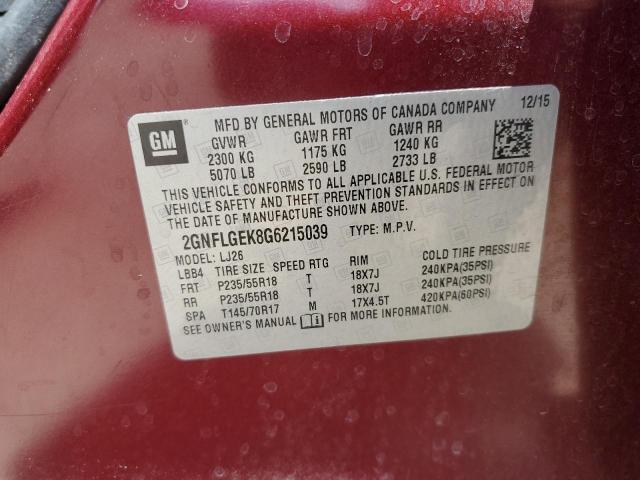 MFD BY GENERAL MOTORS OF CANADA COMPANY 12/15
GM®
GVWR GAWR FRT GAWR RR
2300 KG 1175 KG 1240 KG
5070 LB 2590 LB 2733 LB
THIS VEHICLE CONFORMS TO ALL APPLICABLE U.S. FEDERAL MOTOR
VEHICLE SAFETY AND THEFT PREVENTION STANDARDS IN EFFECT ON
THE DATE OF MANUFACTURE SHOWN ABOVE.
2GNFLGEK8G6215039 TYPE: M.P.V.
MODEL: LJ26
LBB4 TIRE SIZE SPEED RTG RIM COLD TIRE PRESSURE
FRT P235/55R18 T 18X7J 240KPA(35PSI)
RR P235/55R18 T 18X7J 240KPA(35PSI)
SPA T145/70R17 M 17X4.5T 420KPA(60PSI)
SEE OWNER'S MANUAL FOR MORE INFORMATION.